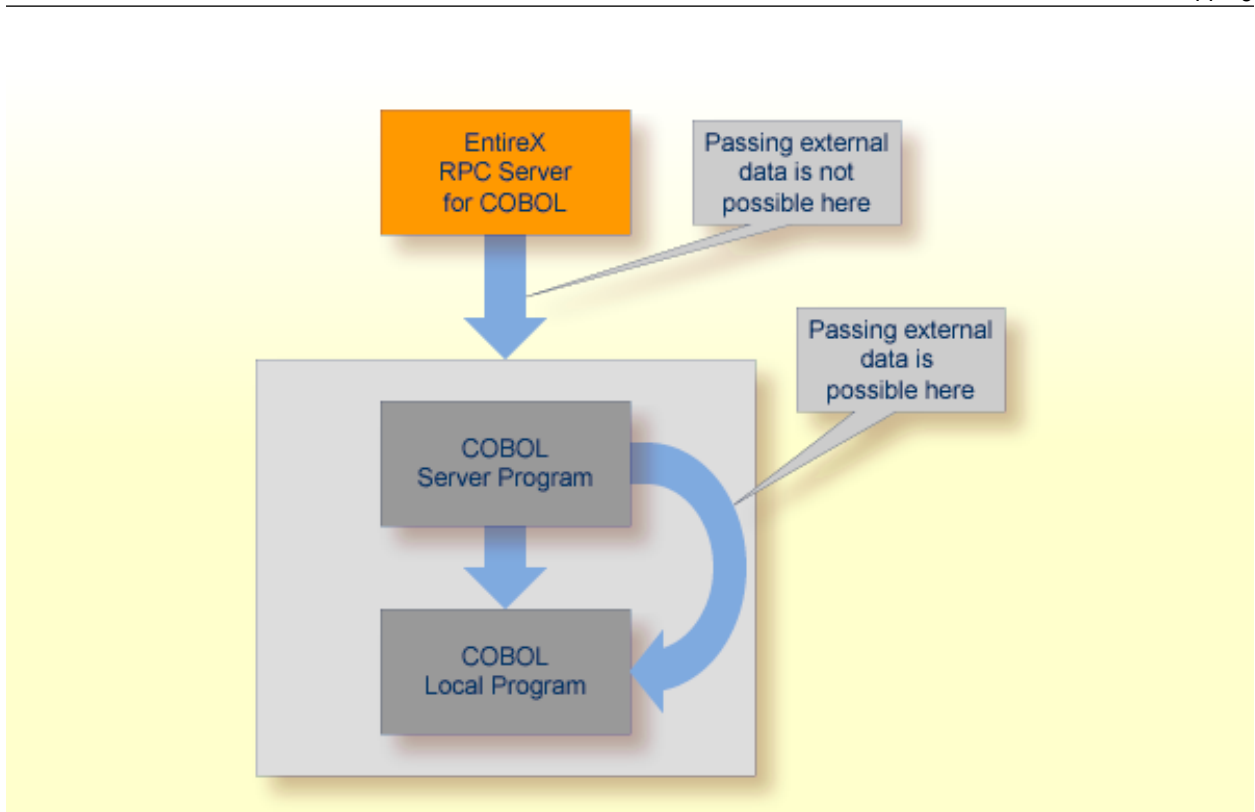 EntireX
RPC Server
for COBOL
Passing external
data is not
possible here
Passing external
data is
possible here
COBOL
Server Program
COBOL
Local Program